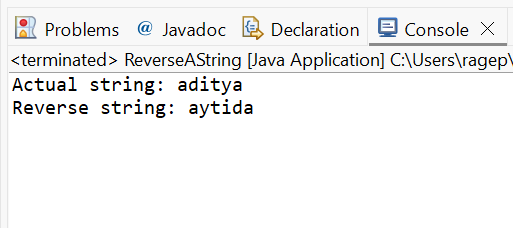 Problems @ Javadoc Declaration Console
<terminated> ReverseAString [Java Application] C:\Users\ragep\
Actual string: aditya
Reverse string: aytida